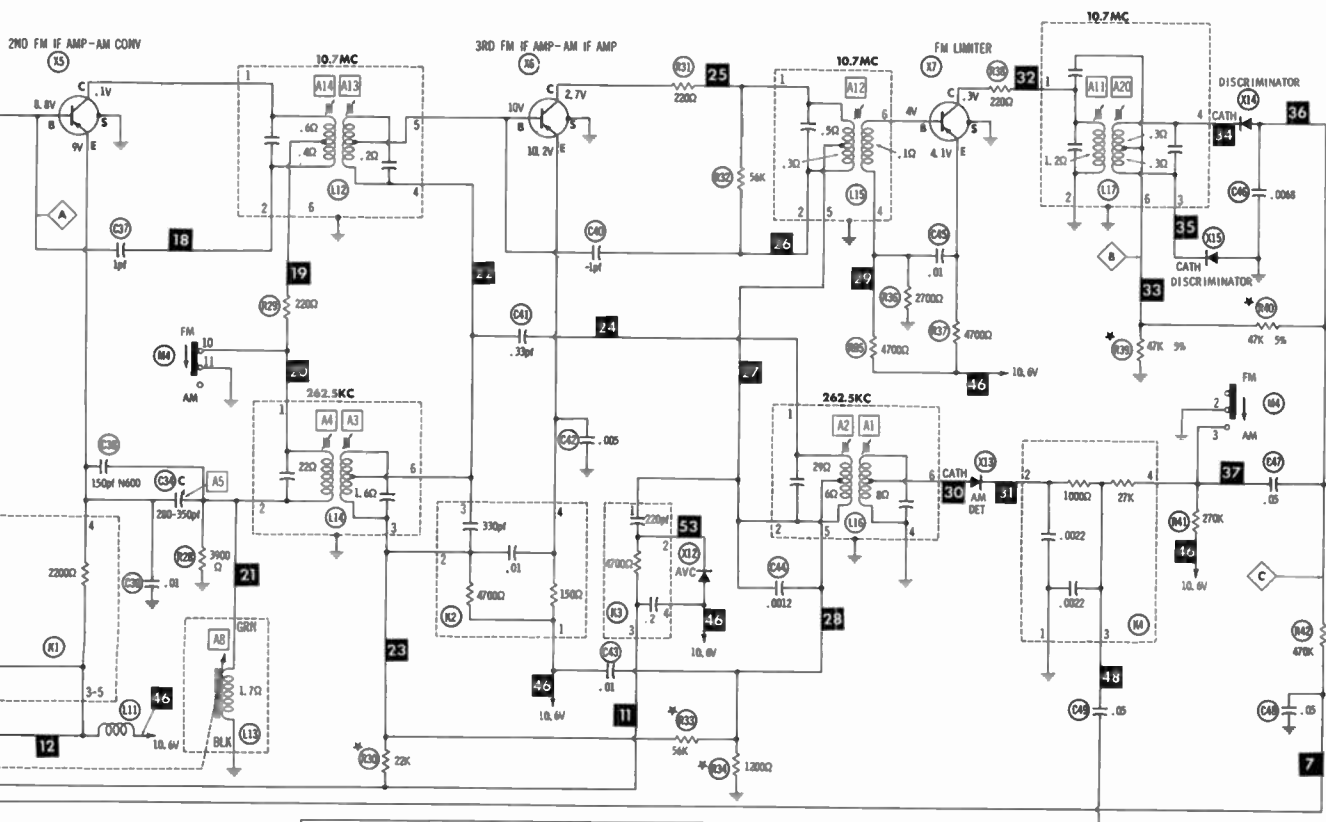 10.7MC
2ND FM IF AMP-AM CONV
X5
10.7MC
3RD FM IF AMP-AM IF AMP
X6
10.7MC
FM LIMITER
X7
DISCRIMINATOR
X14
C .1V
8.8V
B
S
9V
E
1
A14 A13
.6Ω
.4Ω
.2Ω
5
4
2
6
L12
C 2.7V
10V
B
S
10.2V
E
R31
220Ω
25
R32
56K
1
A12
.5Ω
.3Ω
.1Ω
6
L15
2
5
4
C .3V
4V
B
S
4.1V
E
R38
220Ω
32
1
A11 A20
1.2Ω
.3Ω
.3Ω
4
L17
2
6
3
CATH
34
36
C46
.0068
A
C37
1pf
18
19
R29
220Ω
22
C40
-1pf
26
29
C45
.01
R36
2700Ω
R37
4700Ω
R35
4700Ω
46
10.6V
B
35
X15
CATH
DISCRIMINATOR
33
R40
47K 5%
R39
47K 5%
FM
M4
10
11
AM
20
C41
.33pf
24
27
FM
2
3
M4
AM
262.5KC
1
A4 A3
22Ω
1.6Ω
6
2
L14
3
C42
.005
262.5KC
1
A2 A1
29Ω
6Ω
8Ω
6
2
5
L16
4
CATH
30
X13
AM
DET
31
2
1000Ω
27K
4
.0022
.0022
1
3
K4
37
C47
.05
R41
270K
46
10.6V
C
150pf N600
C34
C
A5
280-350pf
4
2200Ω
.01
R28
3900
Ω
21
K1
3-5
L11
46
10.6V
12
A8
GRN
1.7Ω
BLK
L13
23
3
330pf
4
2
.01
4700Ω
150Ω
K2
1
46
10.6V
1
220pf
53
2
4700Ω
X12
AVC
K3
.2
4
3
46
10.6V
C44
.0012
28
C43
.01
11
R33
56K
R34
1200Ω
R30
22K
48
C49
.05
R42
470K
C48
.05
7